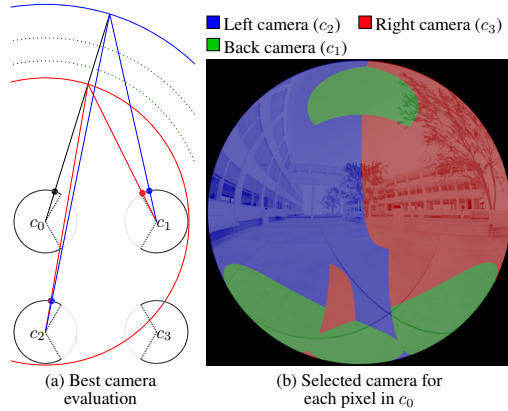 Left camera (c₂) Right camera (c₃)
Back camera (c₁)
c₀ c₁
c₂ c₃
(a) Best camera
evaluation
(b) Selected camera for
each pixel in c₀